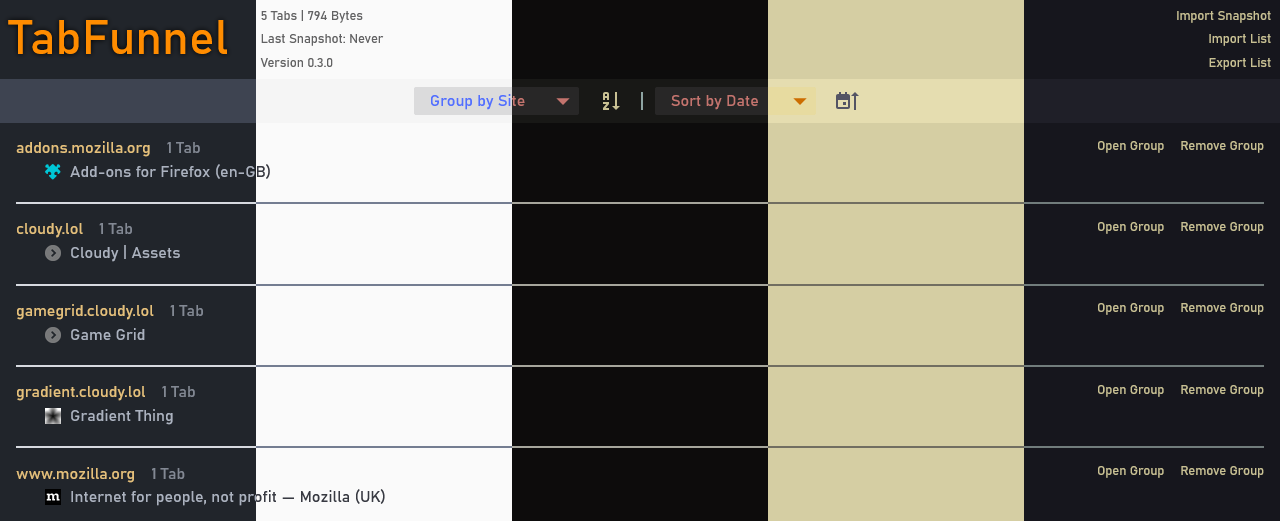 TabFunnel
5 Tabs | 794 Bytes
Last Snapshot: Never
Version 0.3.0
Import Snapshot
Import List
Export List
Group by Site
A Z
Sort by Date
addons.mozilla.org 1 Tab
Open Group Remove Group
Add-ons for Firefox (en-GB)
cloudy.lol 1 Tab
Open Group Remove Group
Cloudy | Assets
gamegrid.cloudy.lol 1 Tab
Open Group Remove Group
Game Grid
gradient.cloudy.lol 1 Tab
Open Group Remove Group
Gradient Thing
www.mozilla.org 1 Tab
Open Group Remove Group
m Internet for people, not profit — Mozilla (UK)